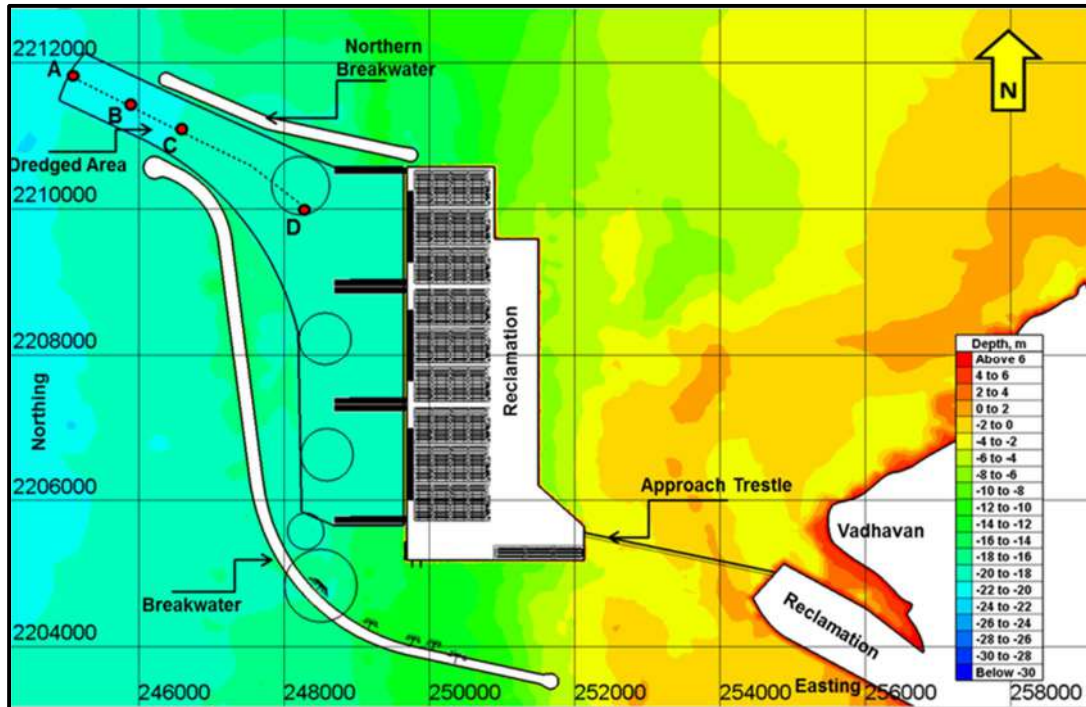 2212000
Northern
Breakwater
A
B
C
N
Dredged Area
2210000
D
Reclamation
2208000
Northing
Depth, m
Above 6
4 to 6
2 to 4
0 to 2
-2 to 0
-4 to -2
-6 to -4
-8 to -6
-10 to -8
-12 to -10
-14 to -12
-16 to -14
-18 to -16
-20 to -18
-22 to -20
-24 to -22
-26 to -24
-28 to -26
-30 to -28
Below -30
2206000
Approach Trestle
Vadhavan
Breakwater
Reclamation
2204000
Easting
246000
248000
250000
252000
254000
256000
258000